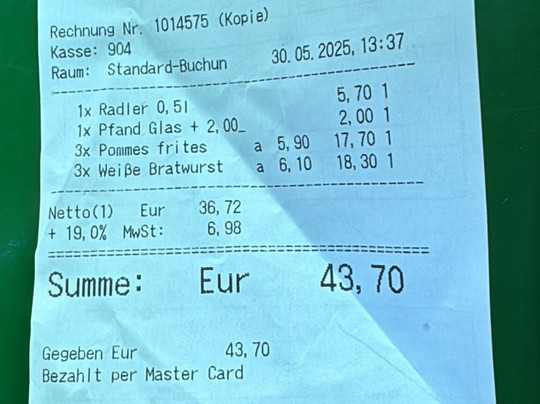 Rechnung Nr. 1014575 (Kopie)
Kasse: 904
Raum: Standard-Buchun 30.05.2025, 13:37
1x Radler 0,5l 5,70 1
1x Pfand Glas + 2,00_ 2,00 1
3x Pommes frites a 5,90 17,70 1
3x Weiße Bratwurst a 6,10 18,30 1
Netto(1) Eur 36,72
+ 19,0% MwSt: 6,98
Summe: Eur 43,70
Gegeben Eur 43,70
Bezahlt per Master Card